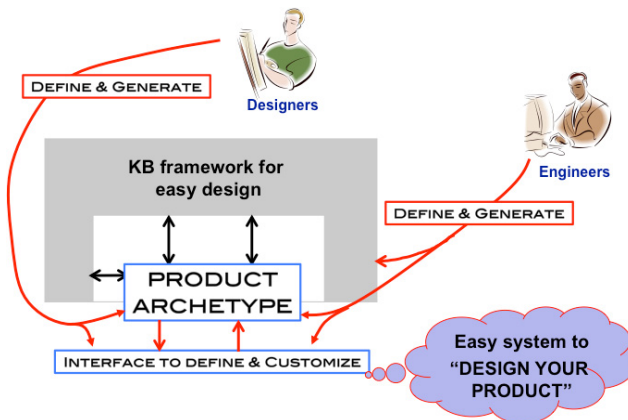 DEFINE & GENERATE
Designers
Engineers
KB framework for
easy design
DEFINE & GENERATE
PRODUCT
ARCHETYPE
INTERFACE TO DEFINE & CUSTOMIZE
Easy system to
“DESIGN YOUR
PRODUCT”